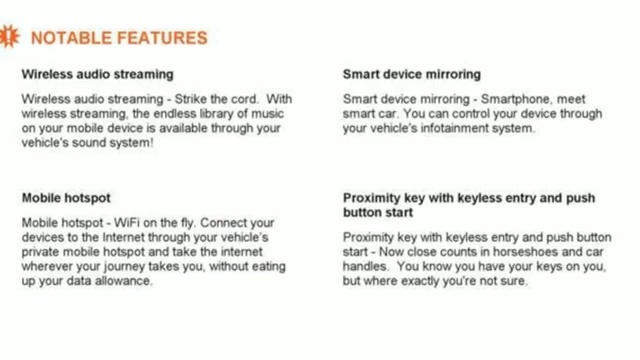 NOTABLE FEATURES
Wireless audio streaming
Wireless audio streaming - Strike the cord. With
wireless streaming, the endless library of music
on your mobile device is available through your
vehicle's sound system!
Smart device mirroring
Smart device mirroring - Smartphone, meet
smart car. You can control your device through
your vehicle's infotainment system.
Mobile hotspot
Mobile hotspot - WiFi on the fly. Connect your
devices to the Internet through your vehicle's
private mobile hotspot and take the internet
wherever your journey takes you, without eating
up your data allowance.
Proximity key with keyless entry and push
button start
Proximity key with keyless entry and push button
start - Now close counts in horseshoes and car
handles. You know you have your keys on you,
but where exactly you're not sure.